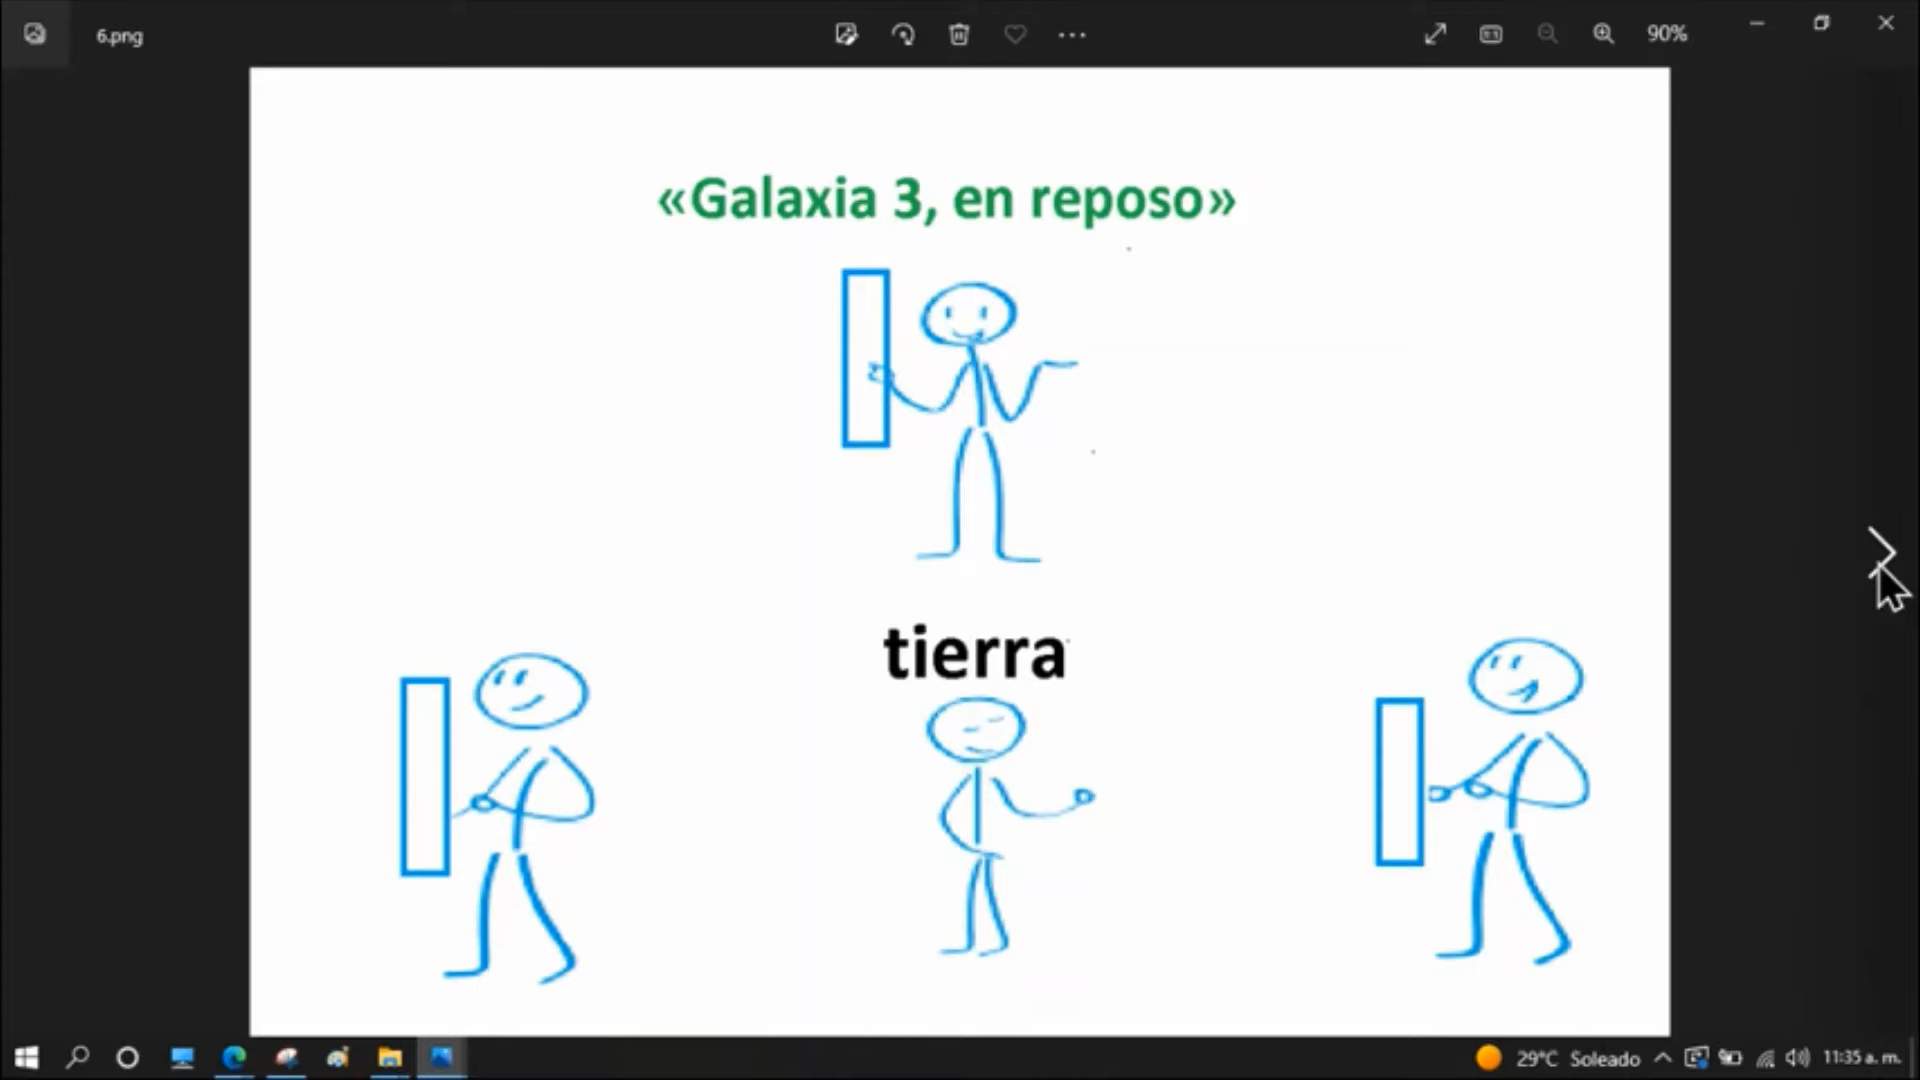 6.png
90%
«Galaxia 3, en reposo»
tierra
29°C Soleado
11:35 a. m.